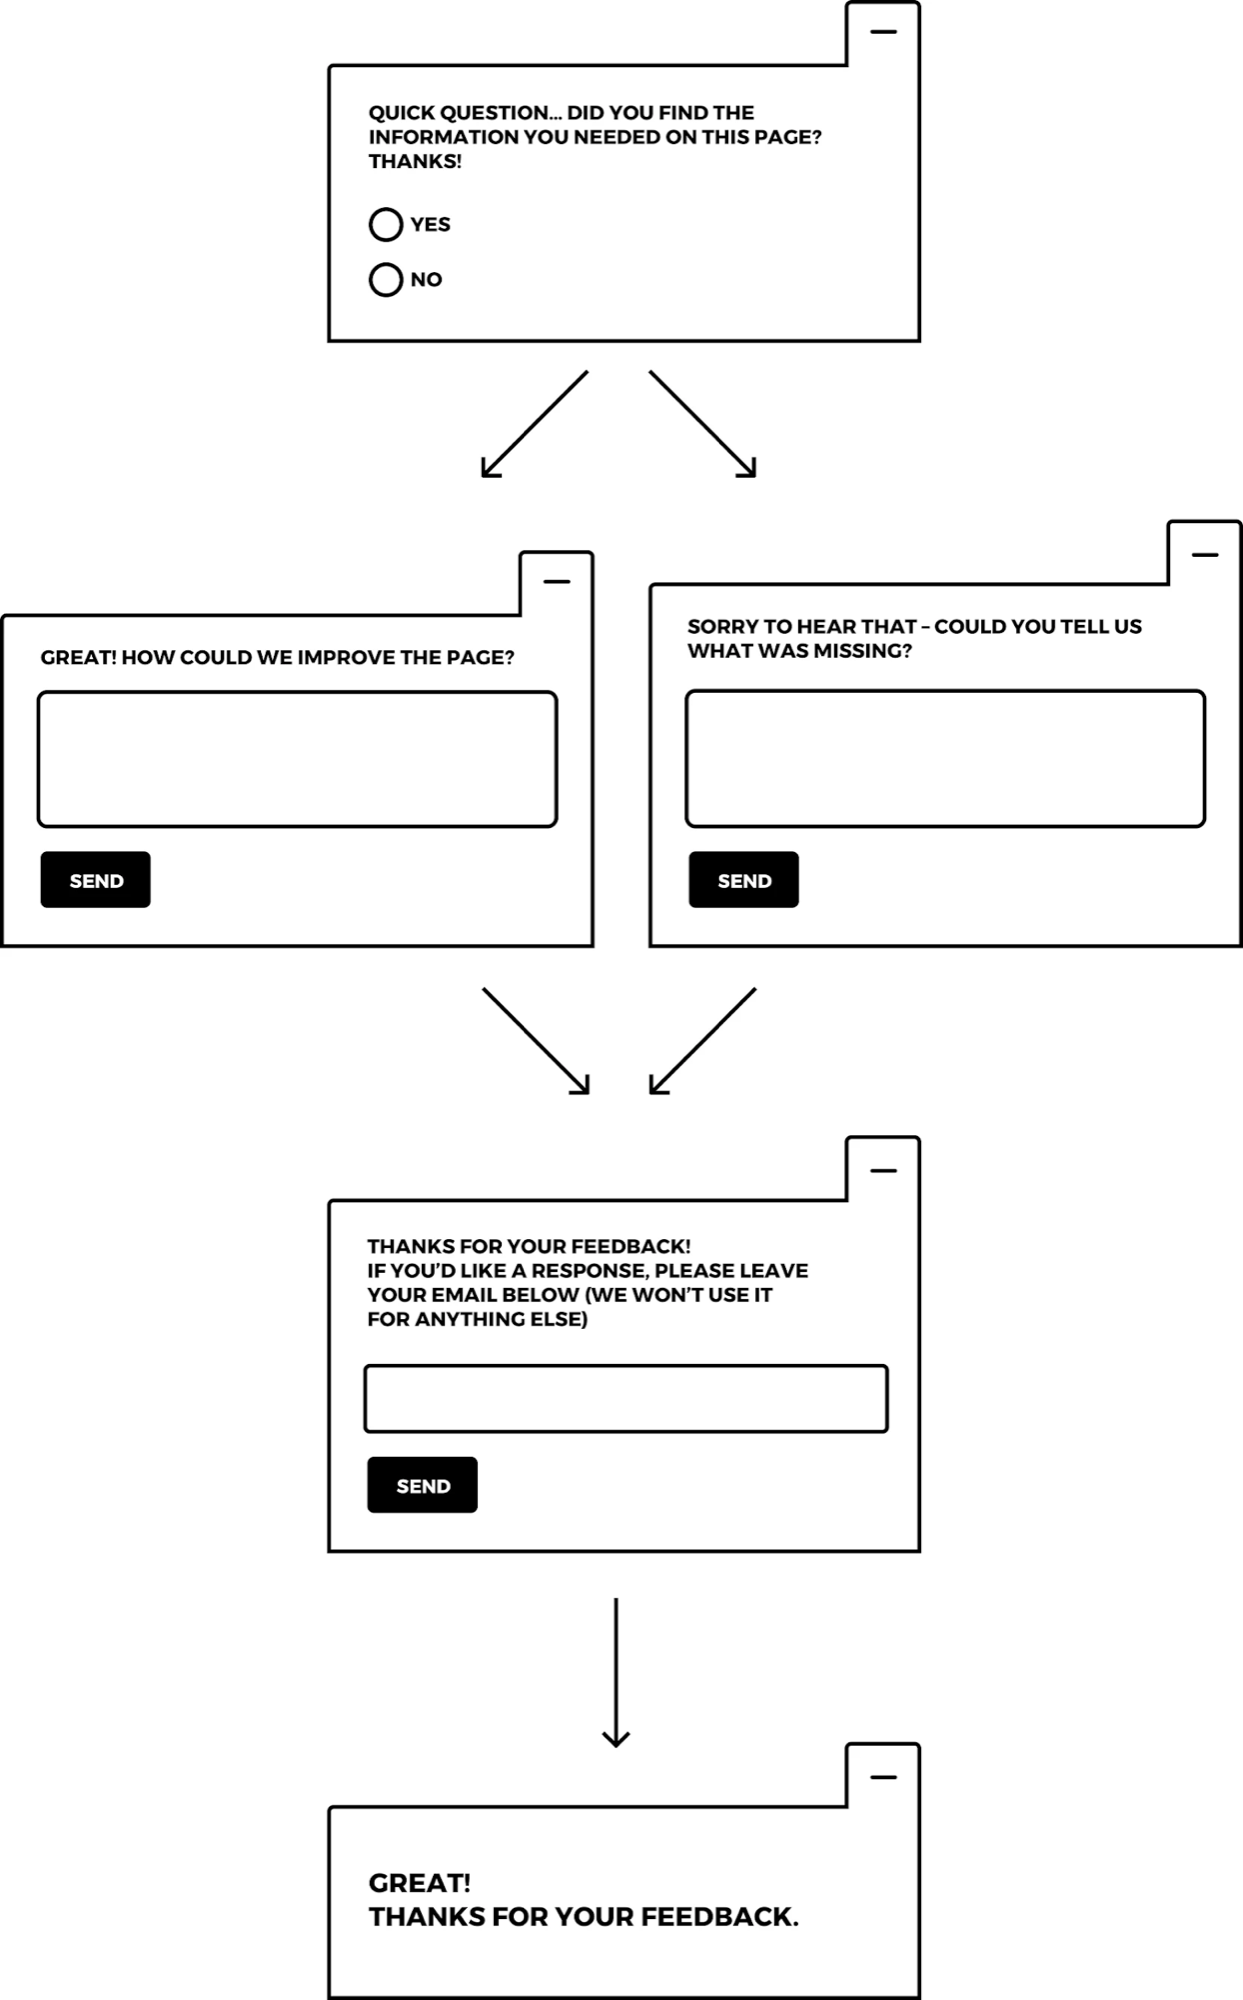 QUICK QUESTION... DID YOU FIND THE
INFORMATION YOU NEEDED ON THIS PAGE?
THANKS!
YES
NO
GREAT! HOW COULD WE IMPROVE THE PAGE?
SEND
SORRY TO HEAR THAT – COULD YOU TELL US
WHAT WAS MISSING?
SEND
THANKS FOR YOUR FEEDBACK!
IF YOU’D LIKE A RESPONSE, PLEASE LEAVE
YOUR EMAIL BELOW (WE WON’T USE IT
FOR ANYTHING ELSE)
SEND
GREAT!
THANKS FOR YOUR FEEDBACK.